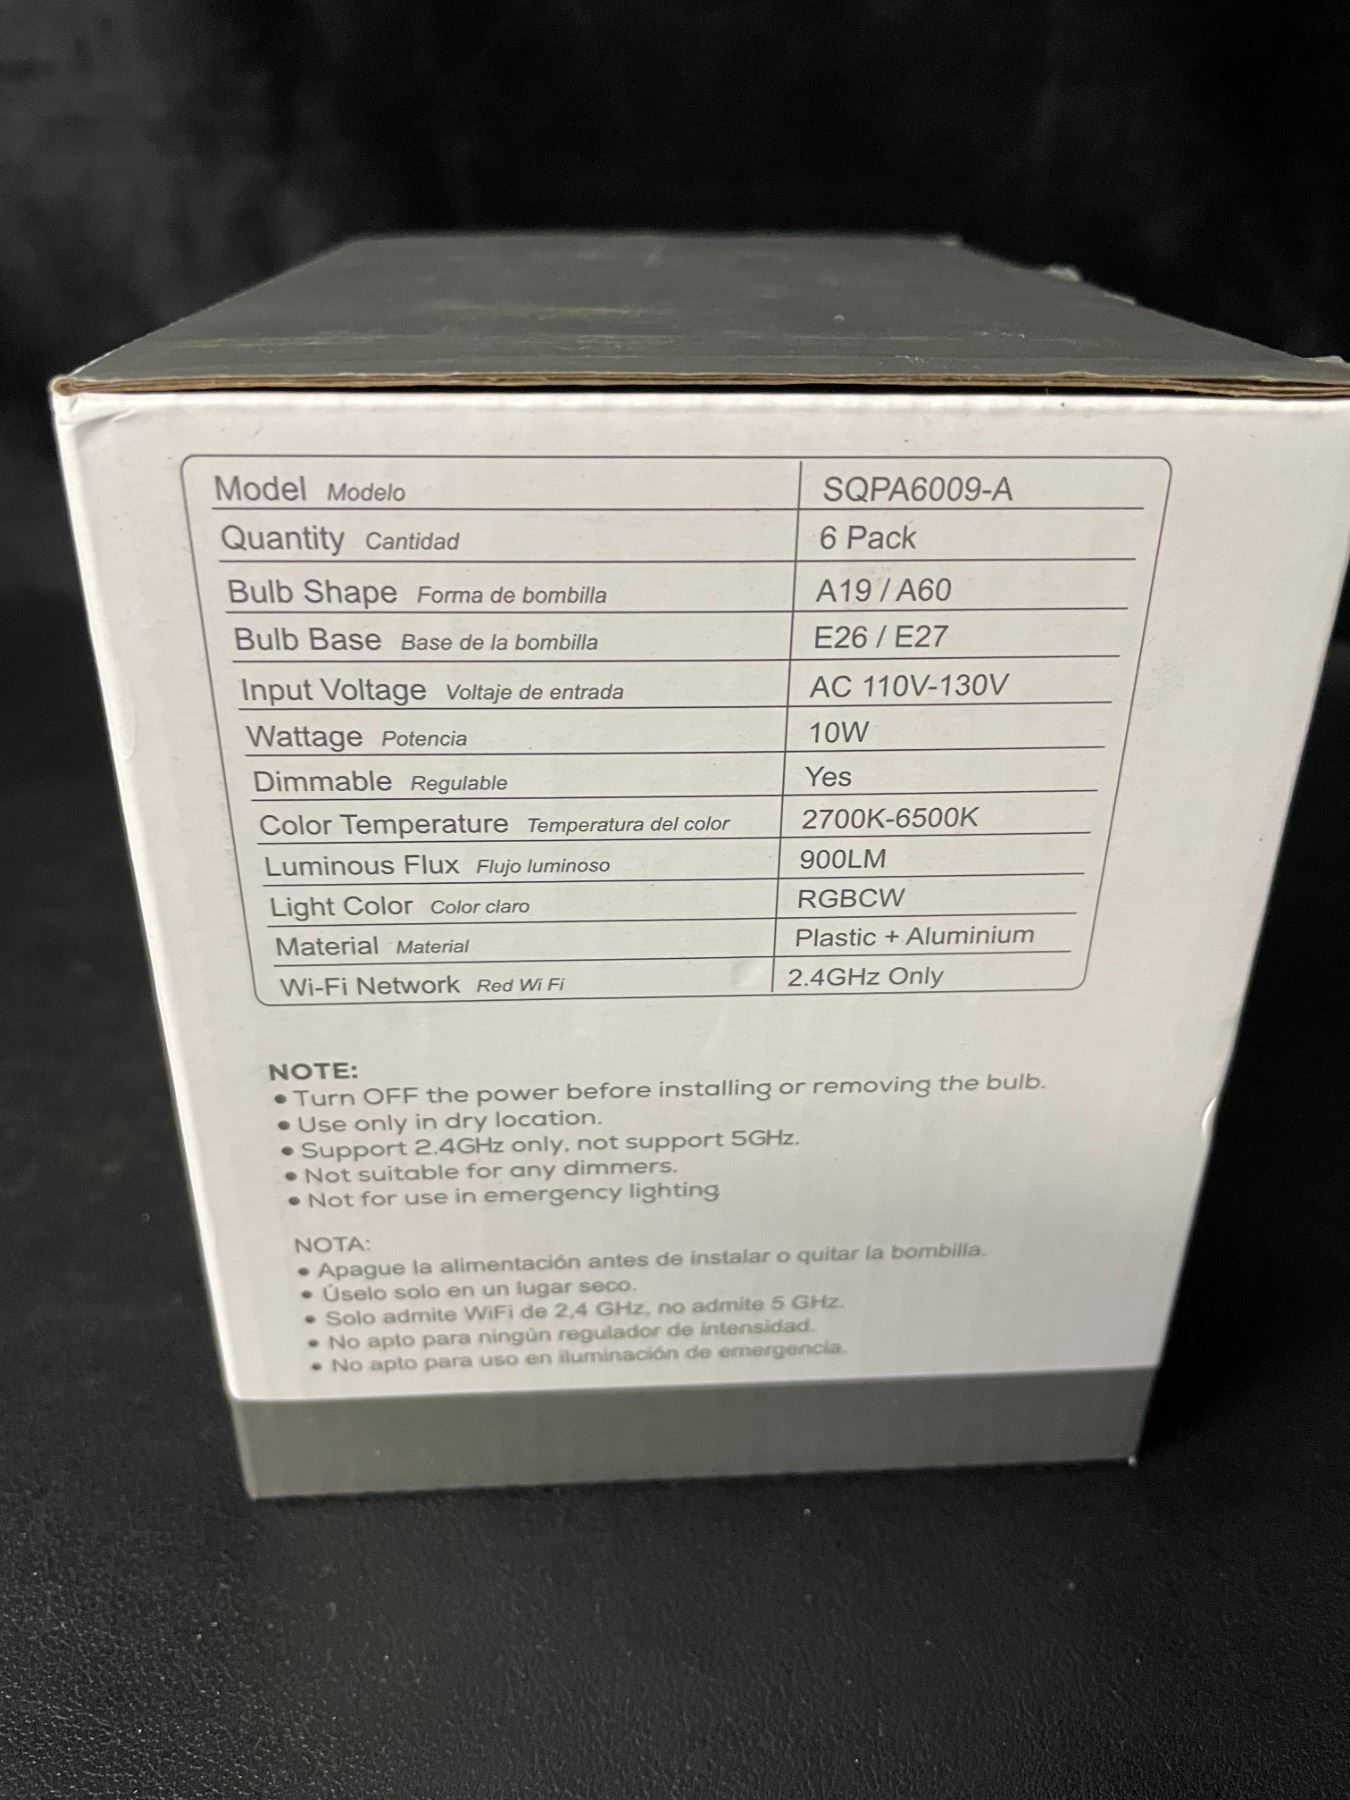 Model Modelo SQPA6009-A
Quantity Cantidad 6 Pack
Bulb Shape Forma de bombilla A19 / A60
Bulb Base Base de la bombilla E26 / E27
Input Voltage Voltaje de entrada AC 110V-130V
Wattage Potencia 10W
Dimmable Regulable Yes
Color Temperature Temperatura del color 2700K-6500K
Luminous Flux Flujo luminoso 900LM
Light Color Color claro RGBCW
Material Material Plastic + Aluminium
Wi-Fi Network Red Wi Fi 2.4GHz Only
NOTE:
• Turn OFF the power before installing or removing the bulb.
• Use only in dry location.
• Support 2.4GHz only, not support 5GHz.
• Not suitable for any dimmers.
• Not for use in emergency lighting
NOTA:
• Apague la alimentación antes de instalar o quitar la bombilla.
• Úselo solo en un lugar seco.
• Solo admite WiFi de 2,4 GHz, no admite 5 GHz.
• No apto para ningún regulador de intensidad.
• No apto para uso en iluminación de emergencia.